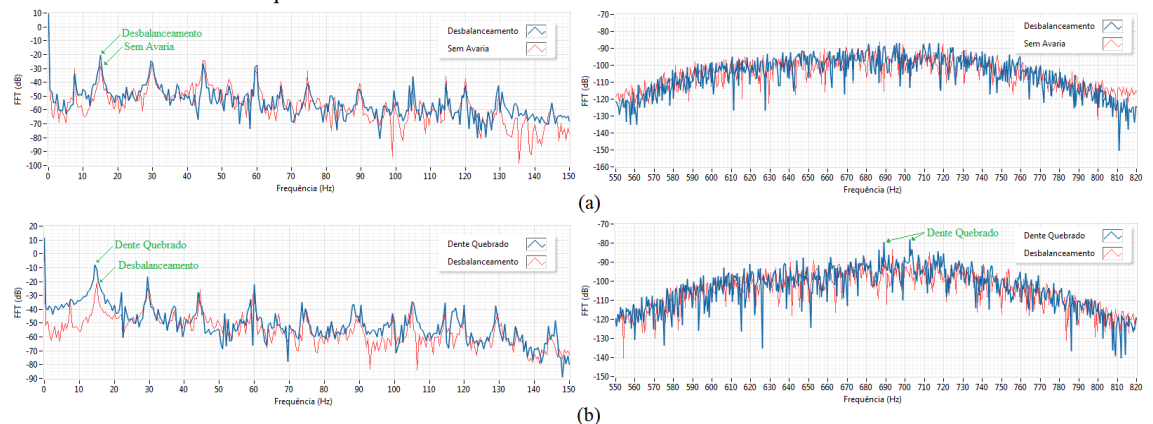 Desbalanceamento
Sem Avaria
Desbalanceamento
Sem Avaria
FFT (dB)
10
0
-10
-20
-30
-40
-50
-60
-70
-80
-90
-100
0 10 20 30 40 50 60 70 80 90 100 110 120 130 140 150
Frequência (Hz)
Desbalanceamento
Sem Avaria
FFT (dB)
-70
-80
-90
-100
-110
-120
-130
-140
-150
-160
550 560 570 580 590 600 610 620 630 640 650 660 670 680 690 700 710 720 730 740 750 760 770 780 790 800 810 820
Frequência (Hz)
(a)
Dente Quebrado
Desbalanceamento
Dente Quebrado
Desbalanceamento
FFT (dB)
20
10
0
-10
-20
-30
-40
-50
-60
-70
-80
-90
0 10 20 30 40 50 60 70 80 90 100 110 120 130 140 150
Frequência (Hz)
Dente Quebrado
Dente Quebrado
Desbalanceamento
FFT (dB)
-70
-80
-90
-100
-110
-120
-130
-140
-150
550 560 570 580 590 600 610 620 630 640 650 660 670 680 690 700 710 720 730 740 750 760 770 780 790 800 810 820
Frequência (Hz)
(b)